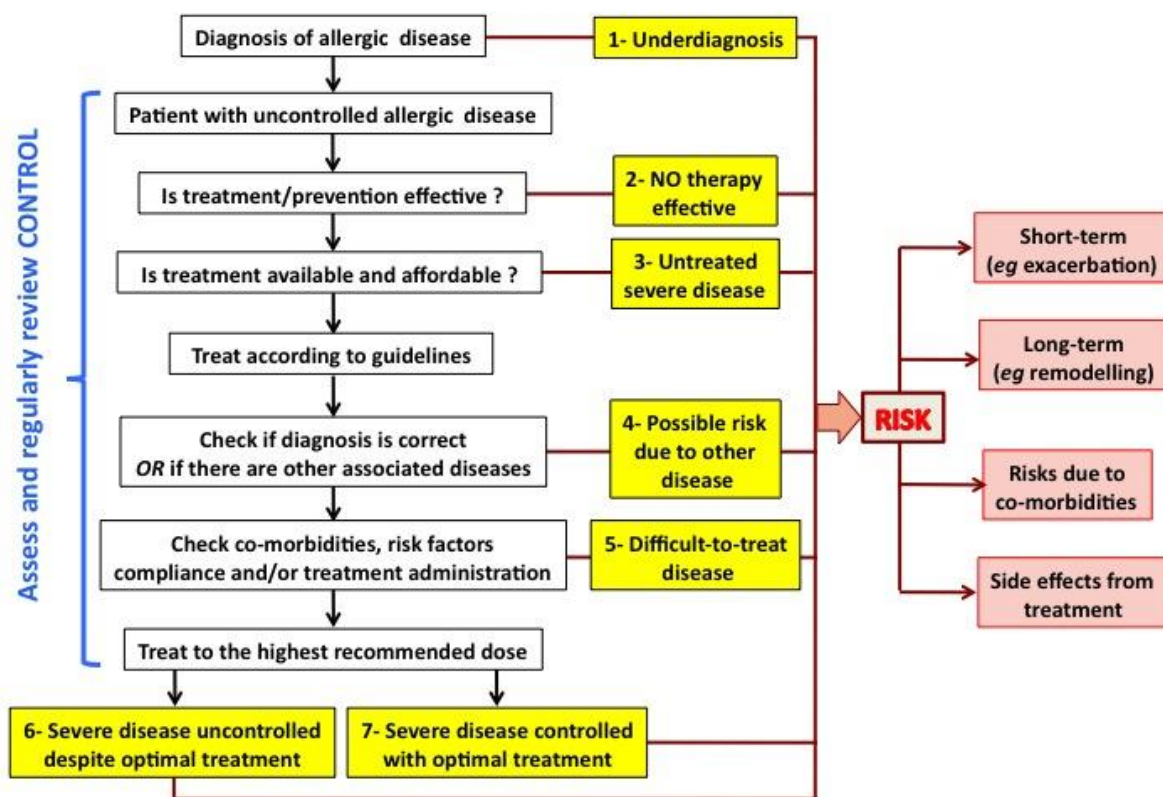 Diagnosis of allergic disease
1- Underdiagnosis
Patient with uncontrolled allergic disease
Is treatment/prevention effective ?
2- NO therapy
effective
Is treatment available and affordable ?
3- Untreated
severe disease
Treat according to guidelines
Check if diagnosis is correct
OR if there are other associated diseases
4- Possible risk
due to other
disease
Check co-morbidities, risk factors
compliance and/or treatment administration
5- Difficult-to-treat
disease
Treat to the highest recommended dose
6- Severe disease uncontrolled
despite optimal treatment
7- Severe disease controlled
with optimal treatment
Assess and regularly review CONTROL
RISK
Short-term
(eg exacerbation)
Long-term
(eg remodelling)
Risks due to
co-morbidities
Side effects from
treatment